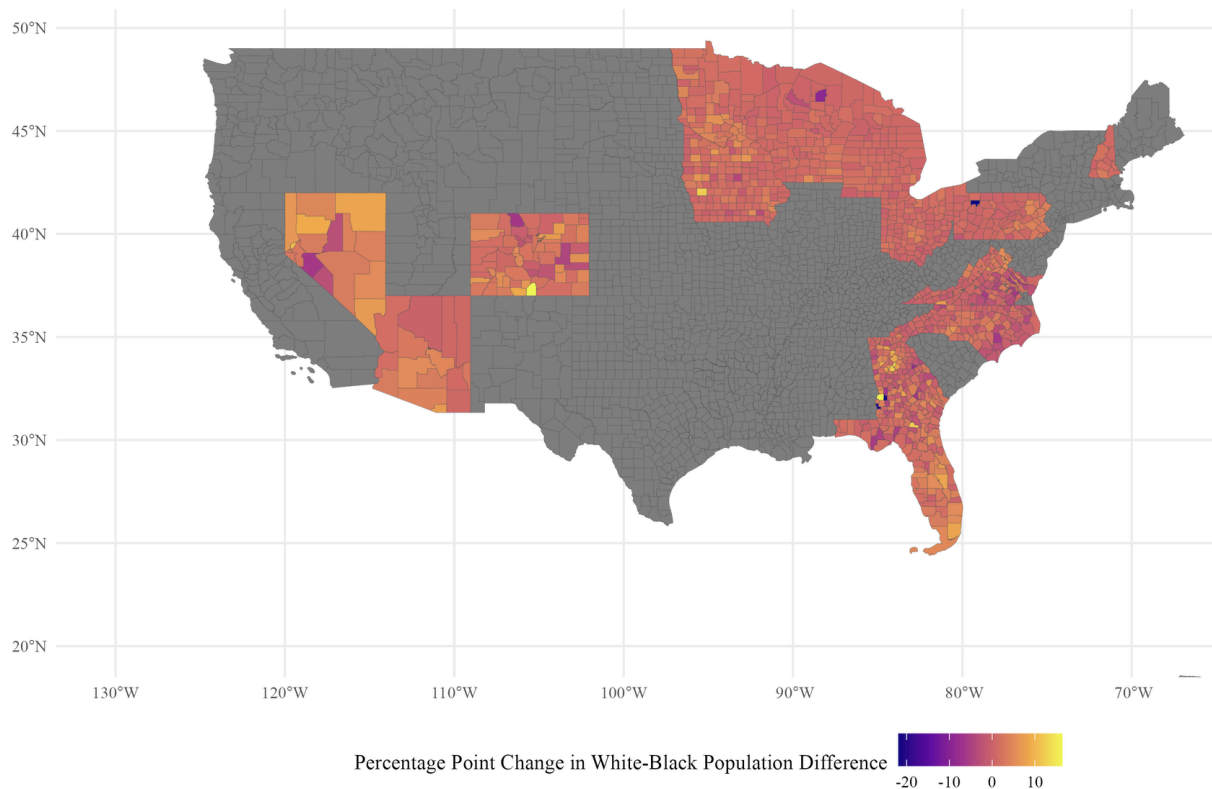 50°N
45°N
40°N
35°N
30°N
25°N
20°N
130°W 120°W 110°W 100°W 90°W 80°W 70°W
Percentage Point Change in White-Black Population Difference
-20 -10 0 10